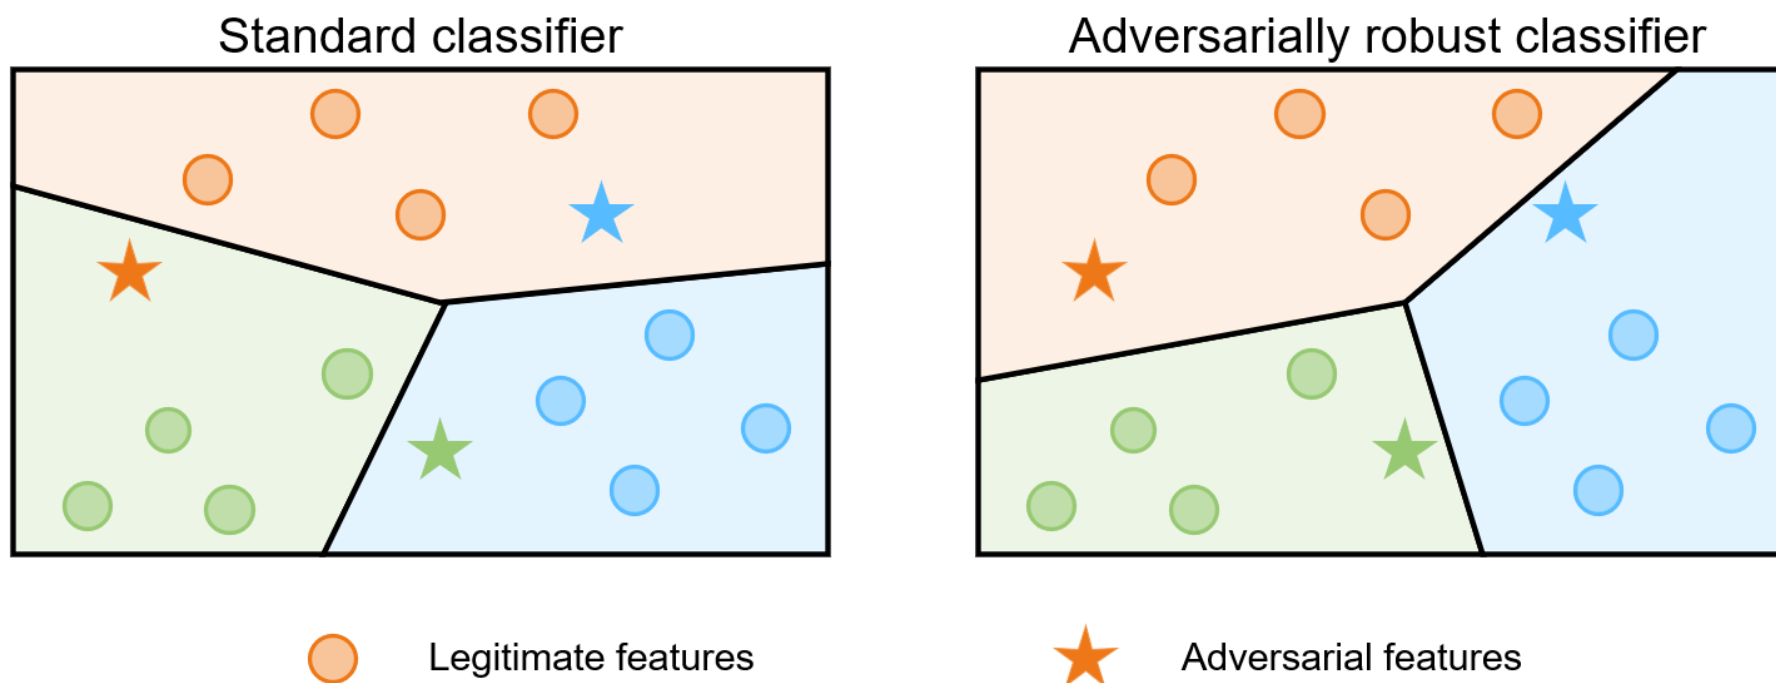 Standard classifier
Adversarially robust classifier
Legitimate features
Adversarial features